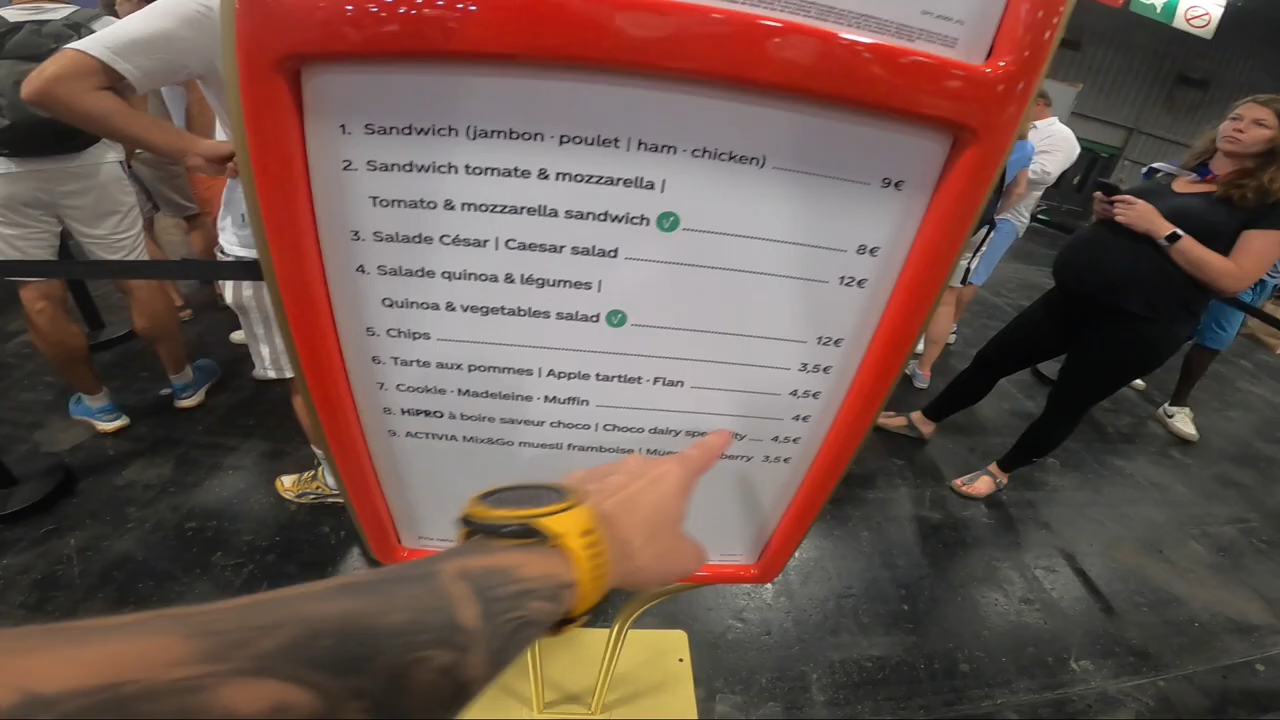 1. Sandwich (jambon · poulet | ham · chicken) 9€
2. Sandwich tomate & mozzarella |
Tomato & mozzarella sandwich 8€
3. Salade César | Caesar salad 12€
4. Salade quinoa & légumes |
Quinoa & vegetables salad 12€
5. Chips 3,5€
6. Tarte aux pommes | Apple tartlet · Flan 4,5€
7. Cookie · Madeleine · Muffin 4€
8. HiPRO à boire saveur choco | Choco dairy 4,5€
9. ACTIVIA Mix&Go muesli framboise | 3,5€